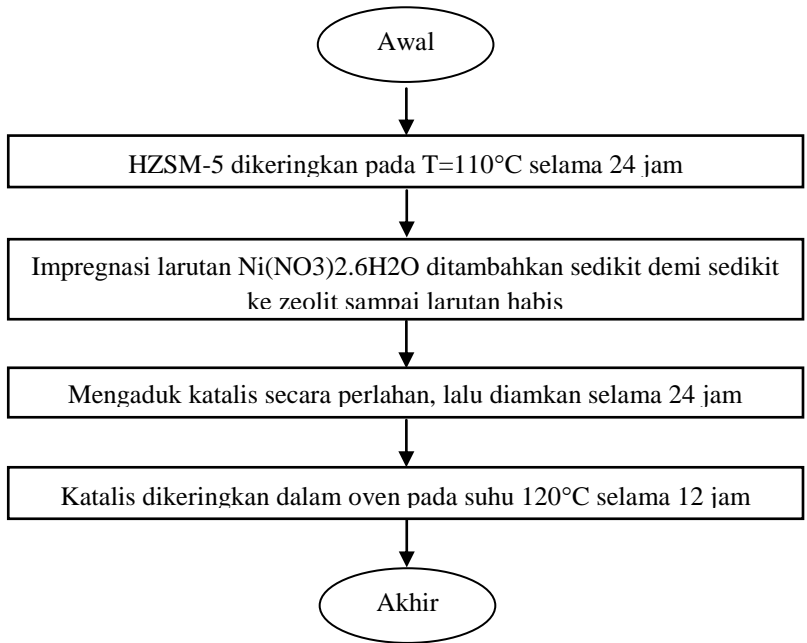 Awal
HZSM-5 dikeringkan pada T=110°C selama 24 jam
Impregnasi larutan Ni(NO3)2.6H2O ditambahkan sedikit demi sedikit
ke zeolit sampai larutan habis
Mengaduk katalis secara perlahan, lalu diamkan selama 24 jam
Katalis dikeringkan dalam oven pada suhu 120°C selama 12 jam
Akhir